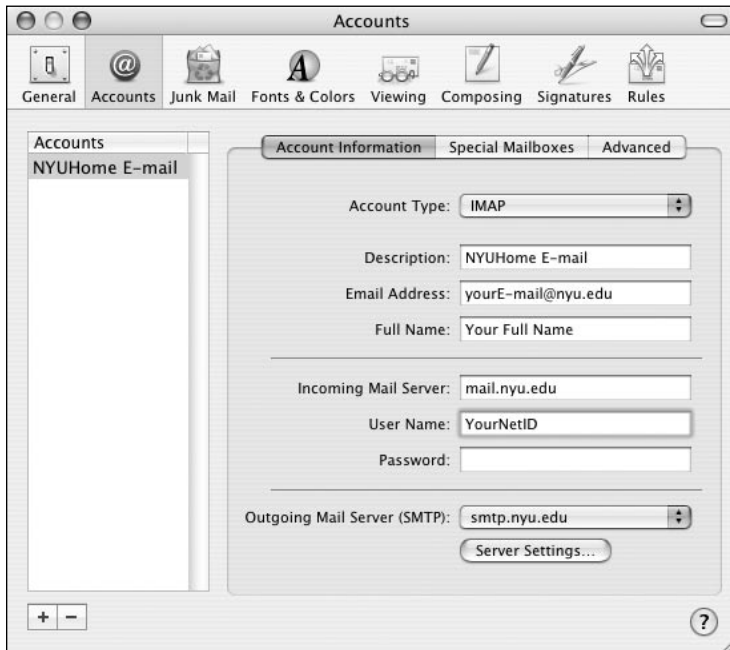 Accounts
General Accounts Junk Mail Fonts & Colors Viewing Composing Signatures Rules
Accounts
NYUHome E-mail
Account Information Special Mailboxes Advanced
Account Type: IMAP
Description: NYUHome E-mail
Email Address: yourE-mail@nyu.edu
Full Name: Your Full Name
Incoming Mail Server: mail.nyu.edu
User Name: YourNetID
Password:
Outgoing Mail Server (SMTP): smtp.nyu.edu
Server Settings...
+ − ?